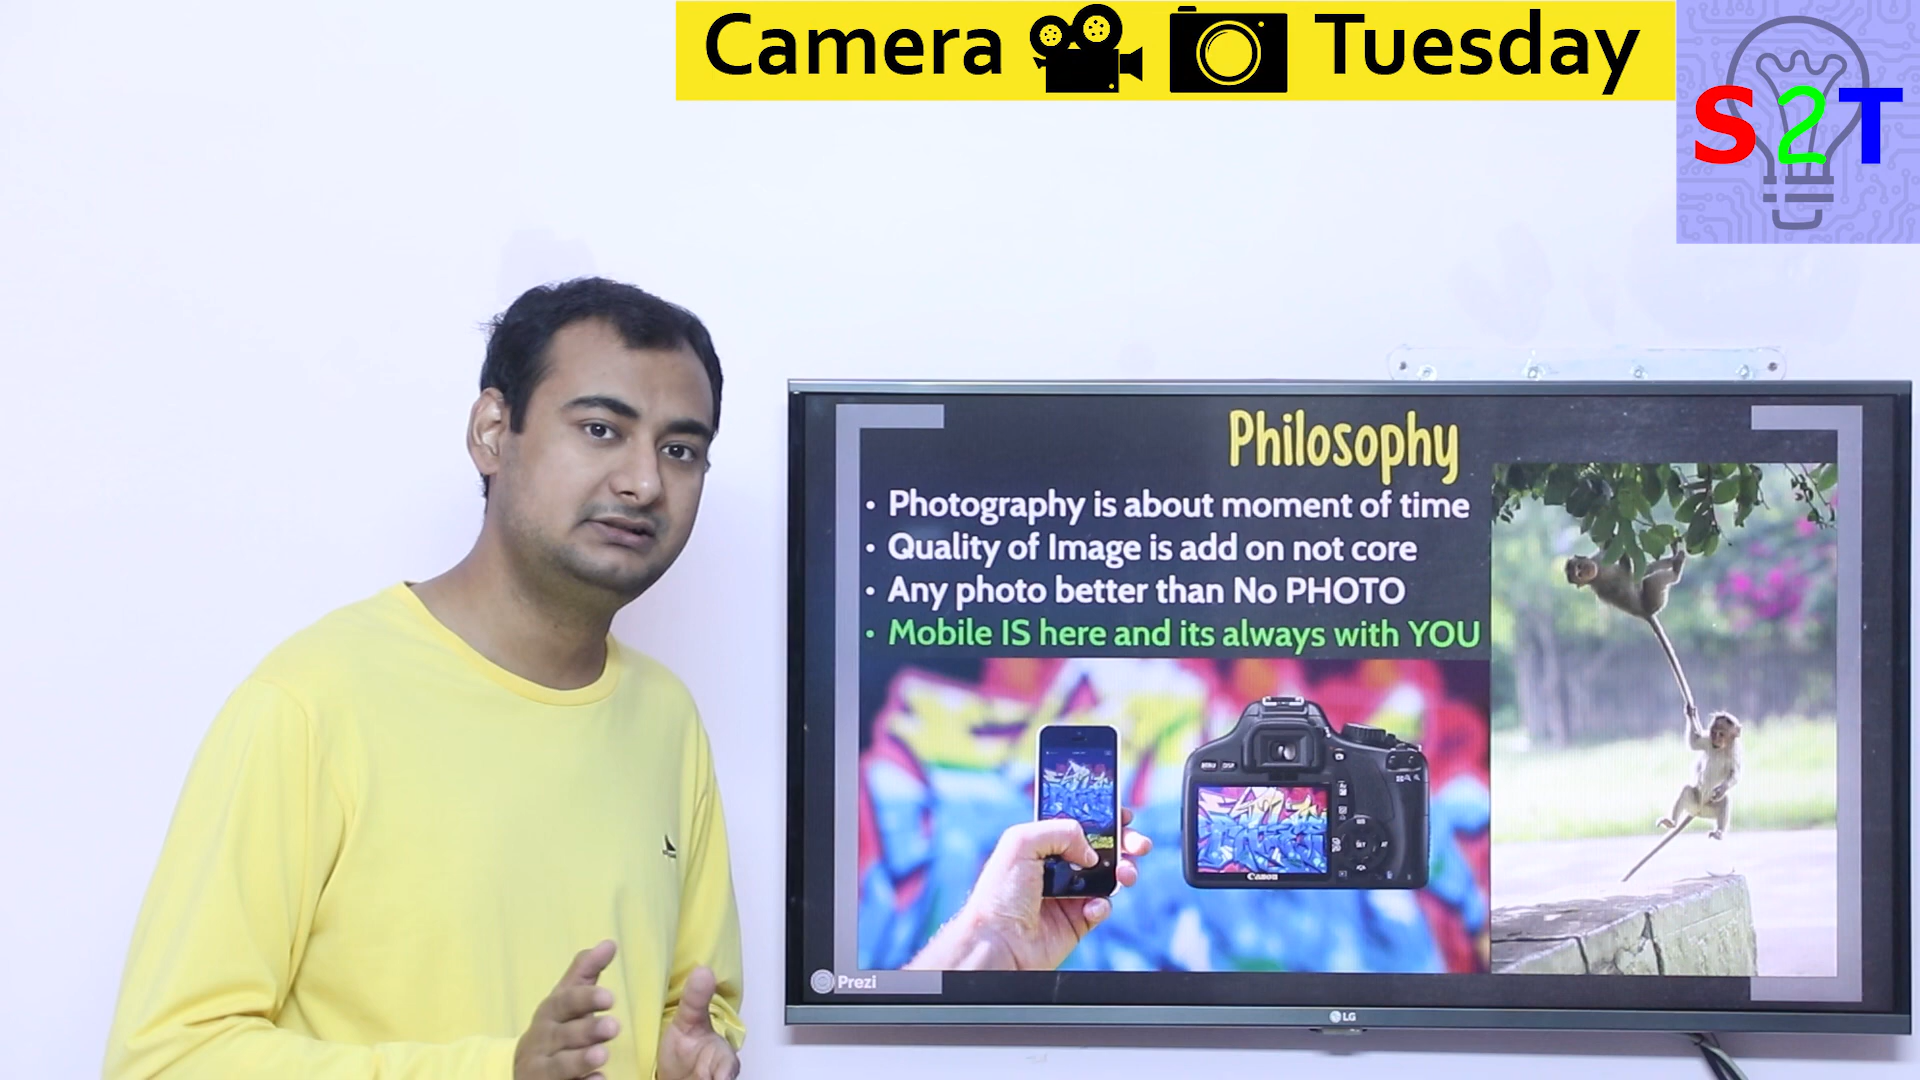 Camera Tuesday
S2T
Philosophy
• Photography is about moment of time
• Quality of Image is add on not core
• Any photo better than No PHOTO
• Mobile IS here and its always with YOU
Canon
Prezi
LG